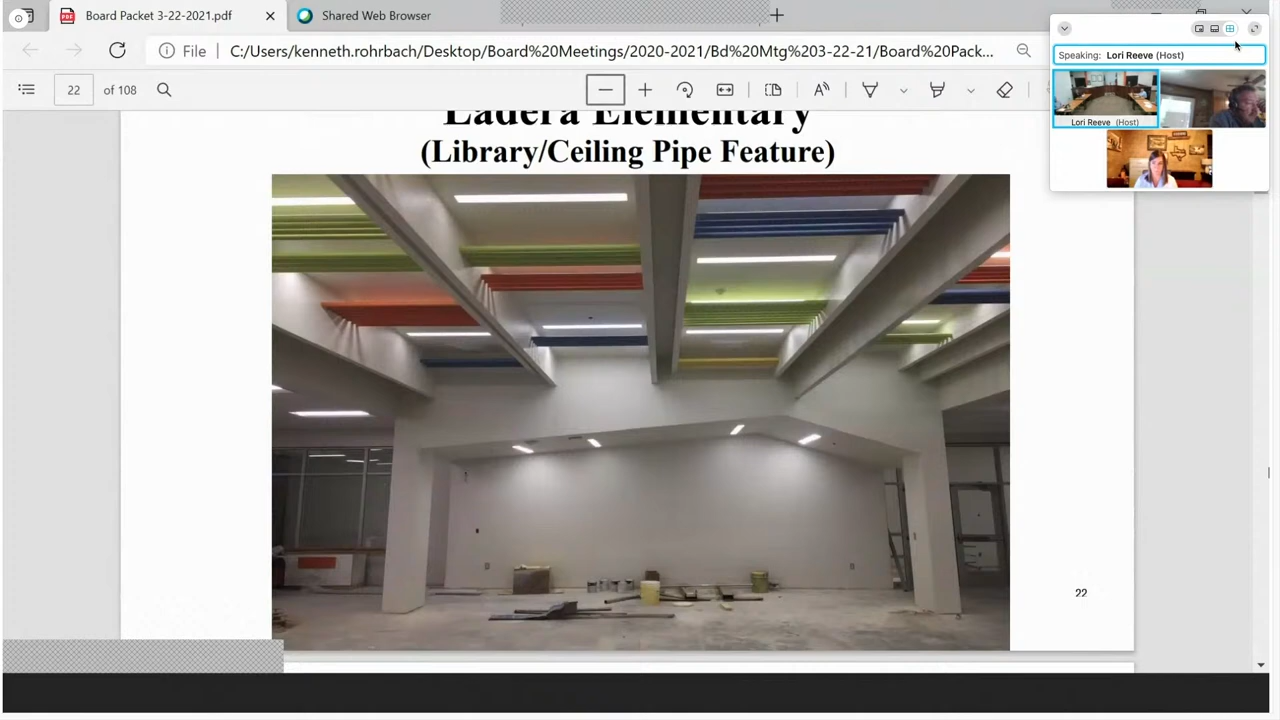 Board Packet 3-22-2021.pdf
Shared Web Browser
File
C:/Users/kenneth.rohrbach/Desktop/Board%20Meetings/2020-2021/Bd%20Mtg%203-22-21/Board%20Pack...
22 of 108
Speaking: Lori Reeve (Host)
Lori Reeve (Host)
Ladera Elementary
(Library/Ceiling Pipe Feature)
22